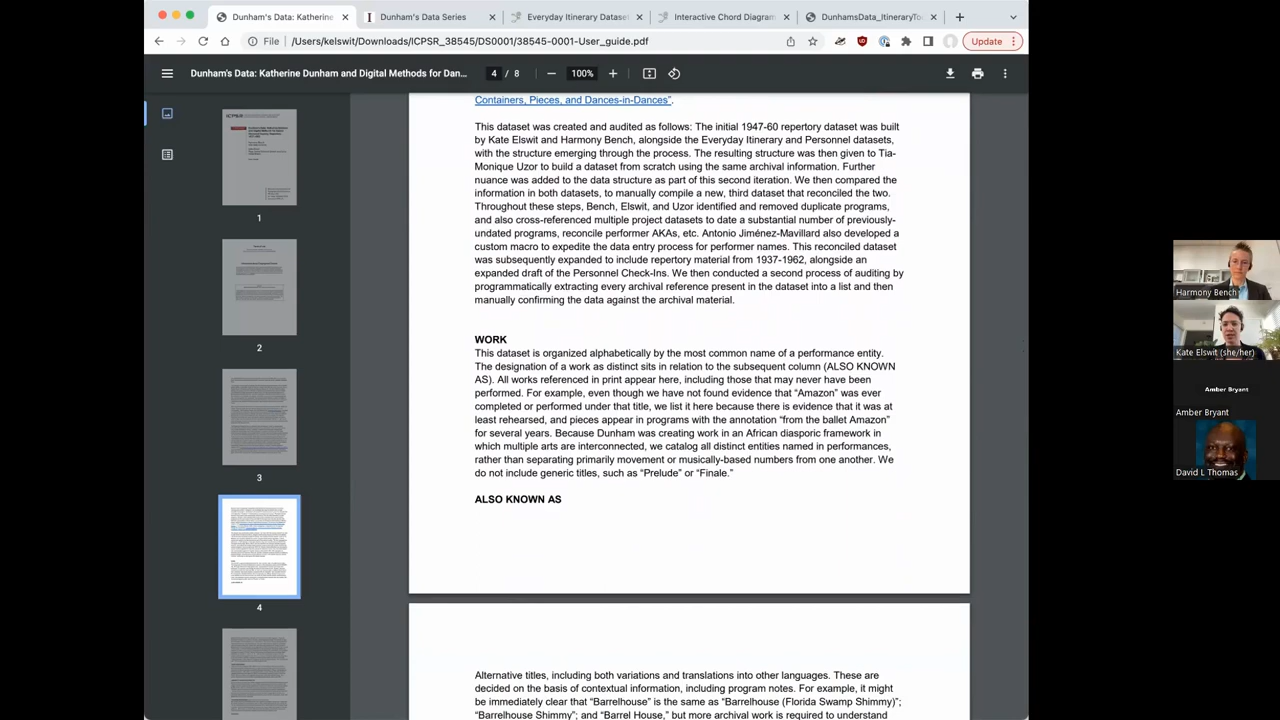 Dunham's Data: Katherine
Dunham's Data Series
Everyday Itinerary Dataset
Interactive Chord Diagram
DunhamsData_ItineraryTo
File /Users/kelswit/Downloads/ICPSR_38545/DS0001/38545-0001-User_guide.pdf
Update
Dunham's Data: Katherine Dunham and Digital Methods for Dan...
4 / 8
100%
Containers, Pieces, and Dances-in-Dances".
This dataset was created and audited as follows: The initial 1947-60 repertory dataset was built
by Kate Elswit and Harmony Bench, alongside the Everyday Itinerary and Personnel datasets,
with the structure emerging through the process. The resulting structure was then given to Tia-
Monique Uzor to build a dataset from scratch using the same archival information. Further
nuance was added to the data structure as part of this second iteration. We then compared the
information in both datasets, to manually compile a new, third dataset that reconciled the two.
Throughout these steps, Bench, Elswit, and Uzor identified and removed duplicate programs,
and also cross-referenced multiple project datasets to date a substantial number of previously-
undated programs, reconcile performer AKAs, etc. Antonio Jiménez-Mavillard also developed a
custom macro to expedite the data entry process for performer names. This reconciled dataset
was subsequently expanded to include repertory material from 1937-1962, alongside an
expanded draft of the Personnel Check-Ins. We then conducted a second process of auditing by
programmatically extracting every archival reference present in the dataset into a list and then
manually confirming the data against the archival material.
WORK
This dataset is organized alphabetically by the most common name of a performance entity.
The designation of a work as distinct sits in relation to the subsequent column (ALSO KNOWN
AS). All works referenced in print appear here, including those that may never have been
performed. For example, even though we have not found evidence that “Amazon” was ever
completed or performed under that title, we list it here because there is evidence that it was at
least rehearsed, and pieces appear in programs with the annotation “from the ballet Amazon”
for several years. Because Dunham was creating work in an African diasporic framework in
which multiple arts are interconnected, we catalog all distinct entities named in performances,
rather than separating primarily movement or musically-based numbers from one another. We
do not include generic titles, such as “Prelude” or “Finale.”
ALSO KNOWN AS
Alternate titles, including both variations and translations into other languages. These are
decided on the basis of contextual information, including program notes. For example, it might
be immediately clear that “Barrelhouse” is the same as “Barrelhouse (Florida Swamp Shimmy)”;
“Barrelhouse Shimmy”; and “Barrel House,” but more archival work is required to understand
1
2
3
4
Harmony Bench
Kate Elswit (she/her)
Amber Bryant
Amber Bryant
David L Thomas